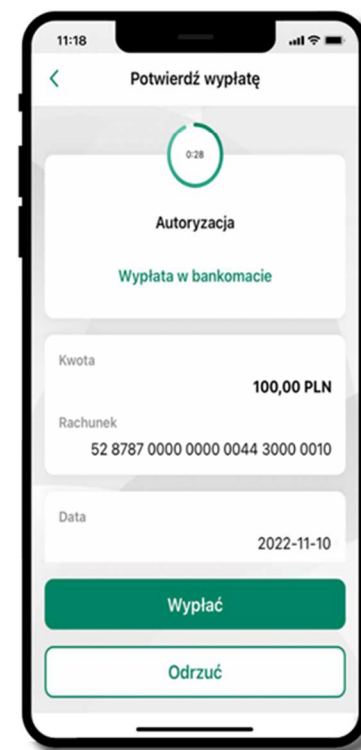 11:18
Potwierdź wypłatę
0:28
Autoryzacja
Wypłata w bankomacie
Kwota
100,00 PLN
Rachunek
52 8787 0000 0000 0044 3000 0010
Data
2022-11-10
Wypłać
Odrzuć